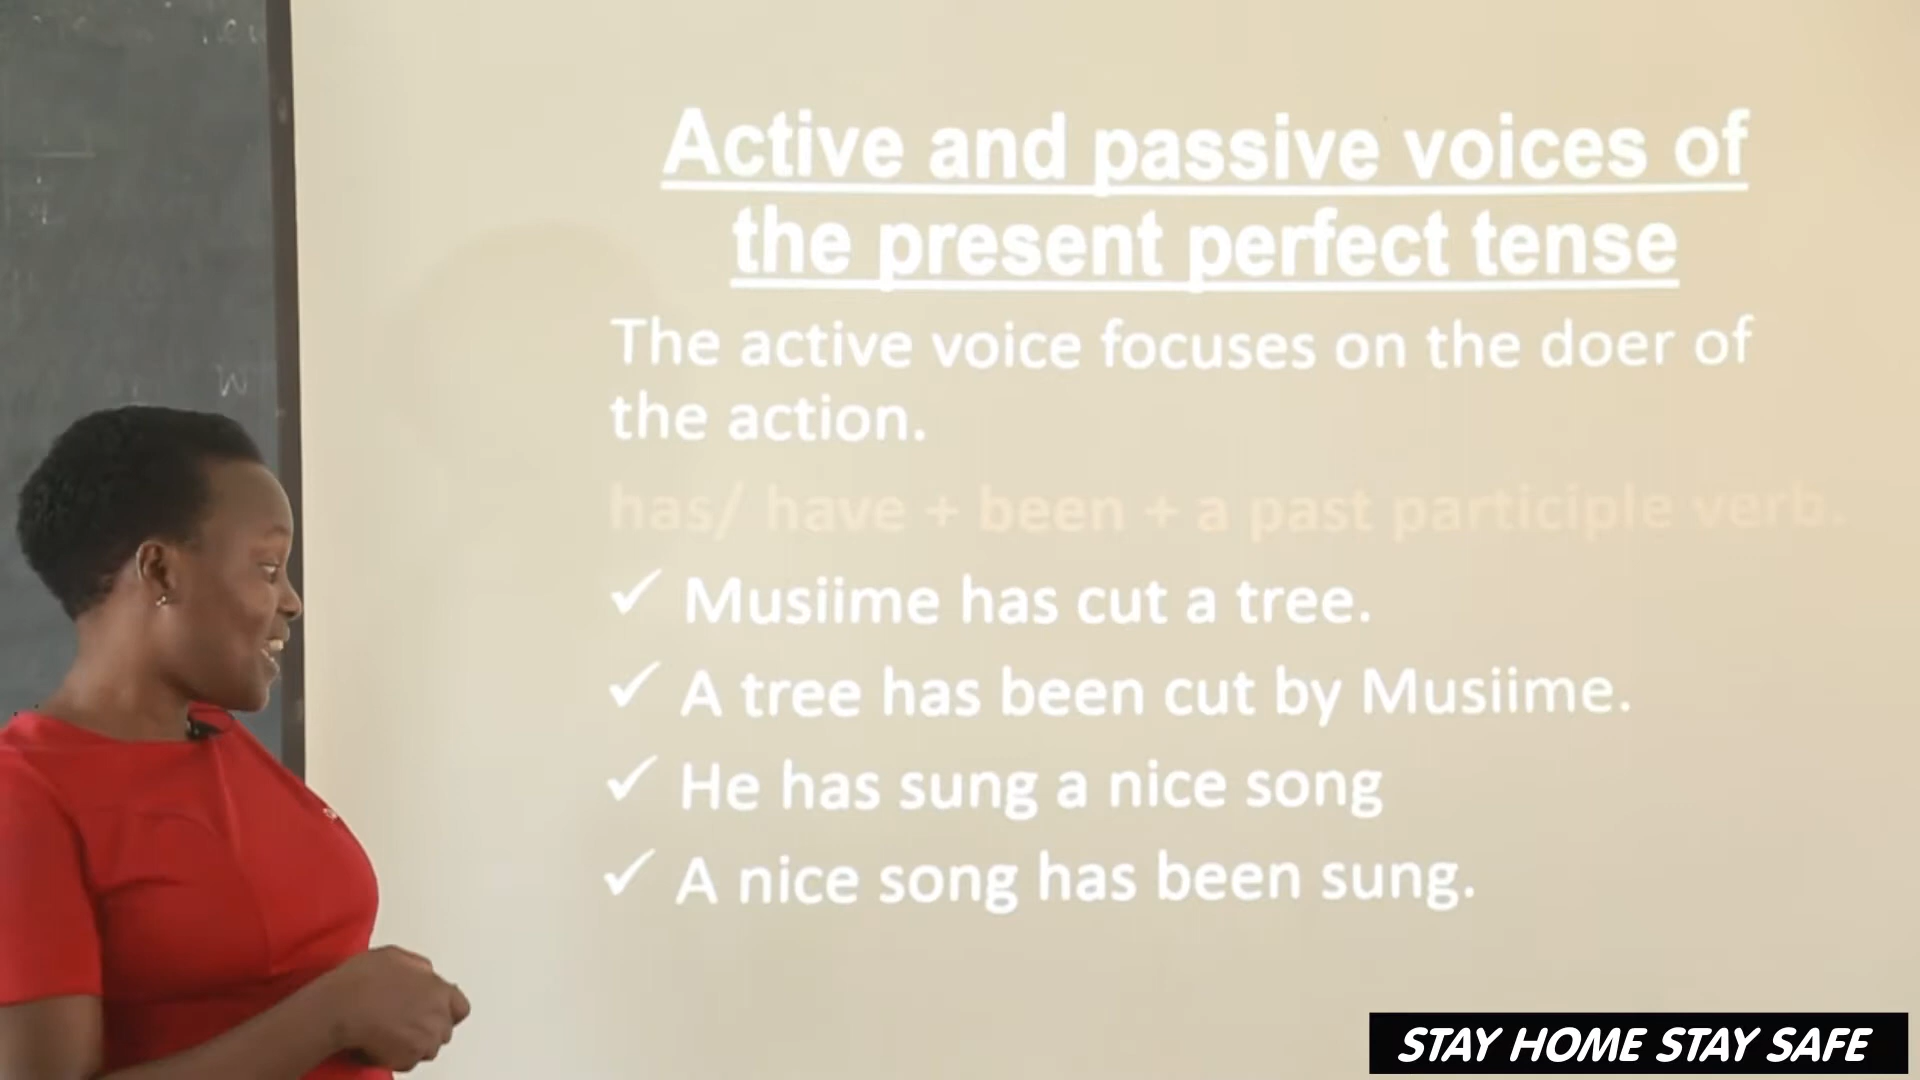 Active and passive voices of
the present perfect tense
The active voice focuses on the doer of
the action.
has/ have + been + a past participle verb.
✓ Musiime has cut a tree.
✓ A tree has been cut by Musiime.
✓ He has sung a nice song
✓ A nice song has been sung.
STAY HOME STAY SAFE